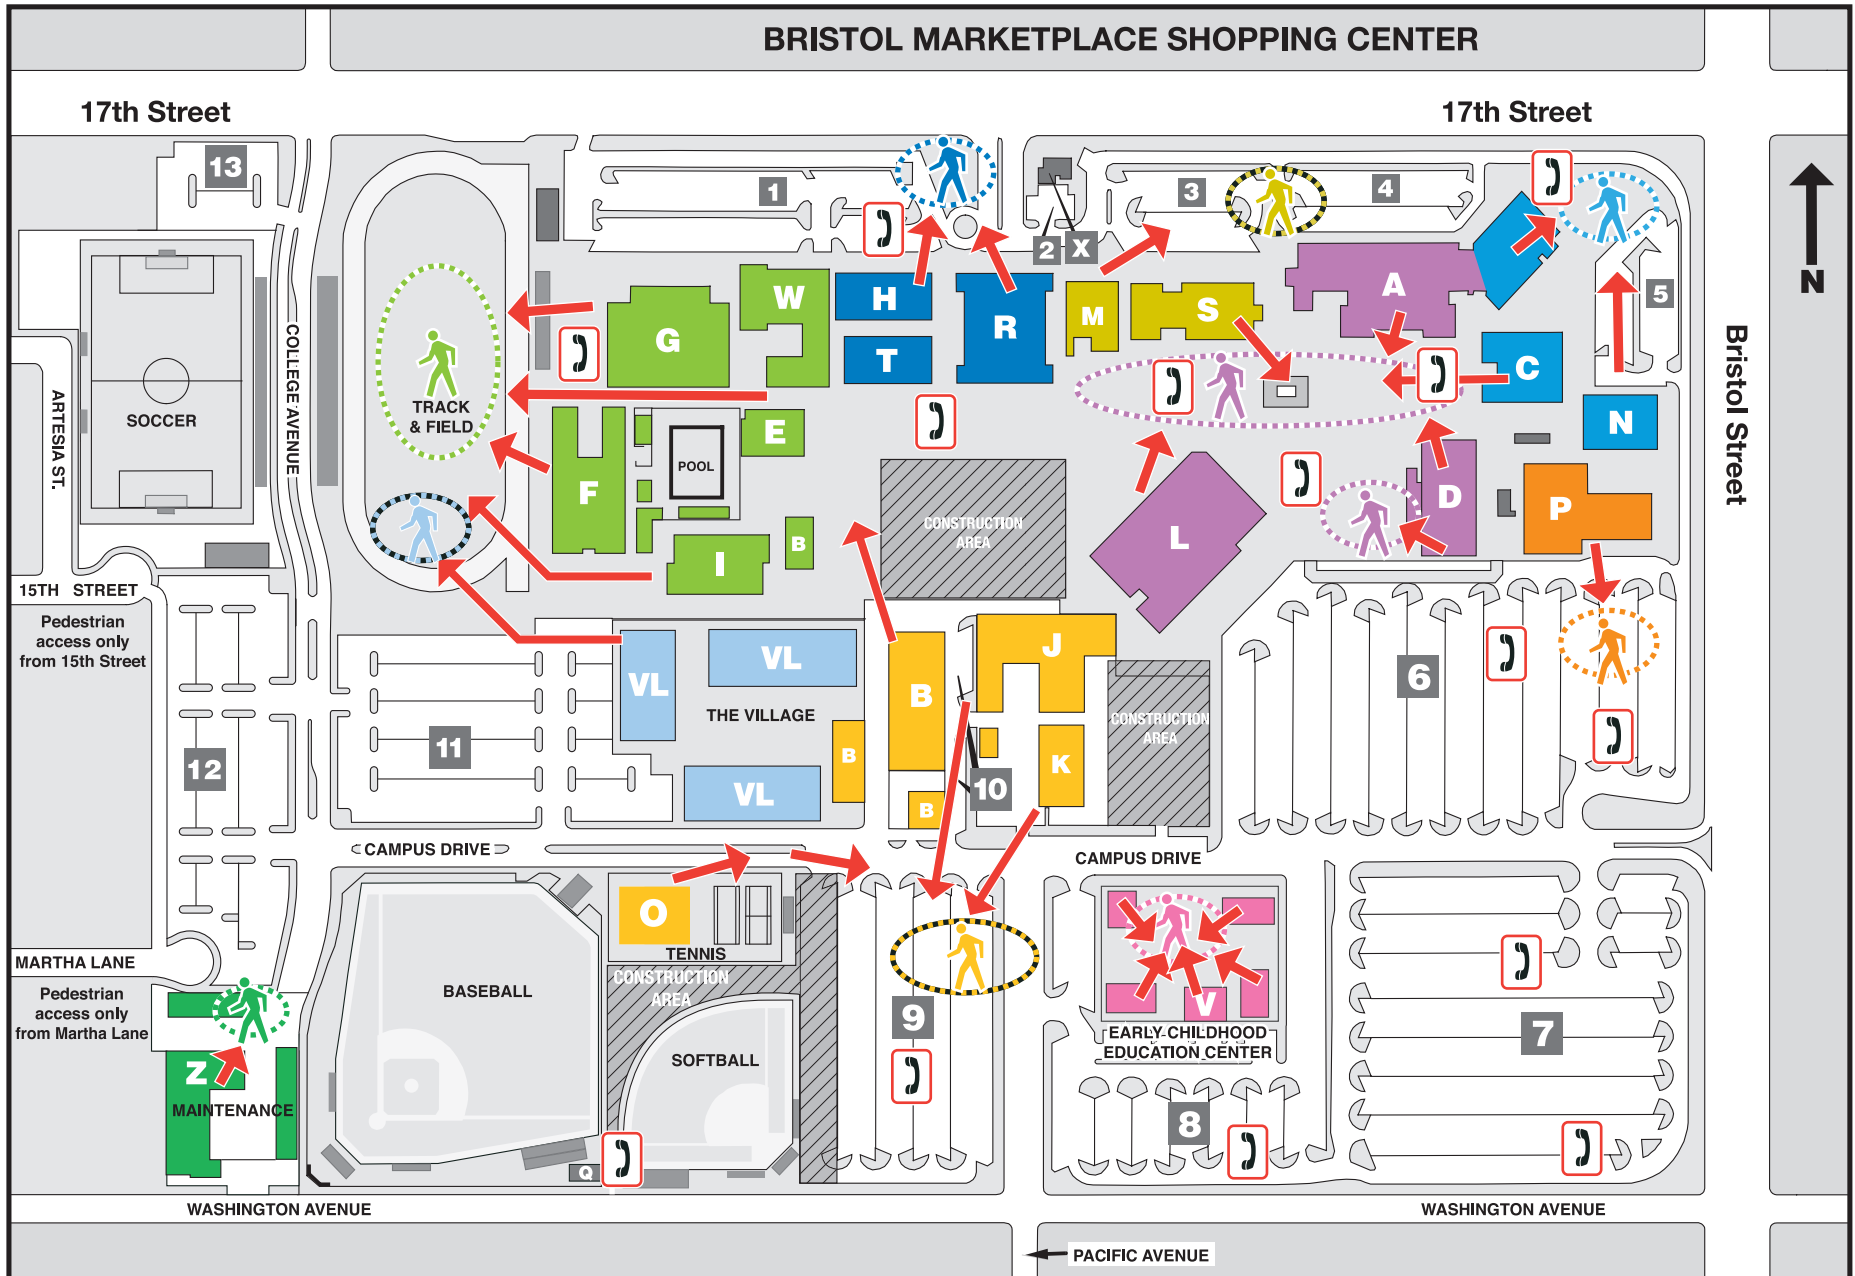 BRISTOL MARKETPLACE SHOPPING CENTER
17th Street
17th Street
13
1
3
4
2
X
5
N
W
H
R
M
S
A
G
T
C
N
COLLEGE AVENUE
ARTESIA ST.
Bristol Street
SOCCER
TRACK
& FIELD
E
POOL
F
D
P
CONSTRUCTION
AREA
L
B
I
15TH STREET
Pedestrian
access only
from 15th Street
VL
VL
THE VILLAGE
VL
B
B
B
J
K
10
CONSTRUCTION
AREA
6
11
12
CAMPUS DRIVE
CAMPUS DRIVE
O
TENNIS
CONSTRUCTION
AREA
BASEBALL
SOFTBALL
MARTHA LANE
Pedestrian
access only
from Martha Lane
Z
MAINTENANCE
9
V
EARLY CHILDHOOD
EDUCATION CENTER
7
8
Q
WASHINGTON AVENUE
WASHINGTON AVENUE
PACIFIC AVENUE